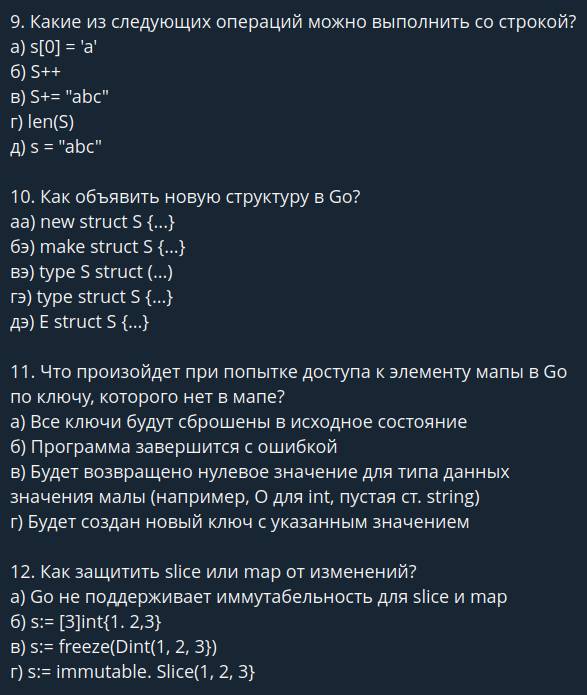 9. Какие из следующих операций можно выполнить со строкой?
а) s[0] = 'a'
б) S++
в) S+= "abc"
г) len(S)
д) s = "abc"
10. Как объявить новую структуру в Go?
аа) new struct S {...}
бэ) make struct S {...}
вэ) type S struct (...)
гэ) type struct S {...}
дэ) E struct S {...}
11. Что произойдет при попытке доступа к элементу мапы в Go
по ключу, которого нет в мапе?
а) Все ключи будут сброшены в исходное состояние
б) Программа завершится с ошибкой
в) Будет возвращено нулевое значение для типа данных
значения малы (например, О для int, пустая ст. string)
г) Будет создан новый ключ с указанным значением
12. Как защитить slice или map от изменений?
а) Go не поддерживает иммутабельность для slice и map
б) s:= [3]int{1. 2,3}
в) s:= freeze(Dint(1, 2, 3})
г) s:= immutable. Slice(1, 2, 3}